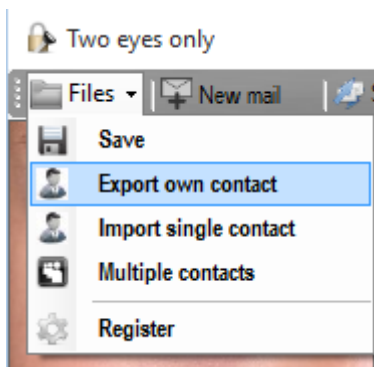 Two eyes only
Files New mail
Save
Export own contact
Import single contact
Multiple contacts
Register